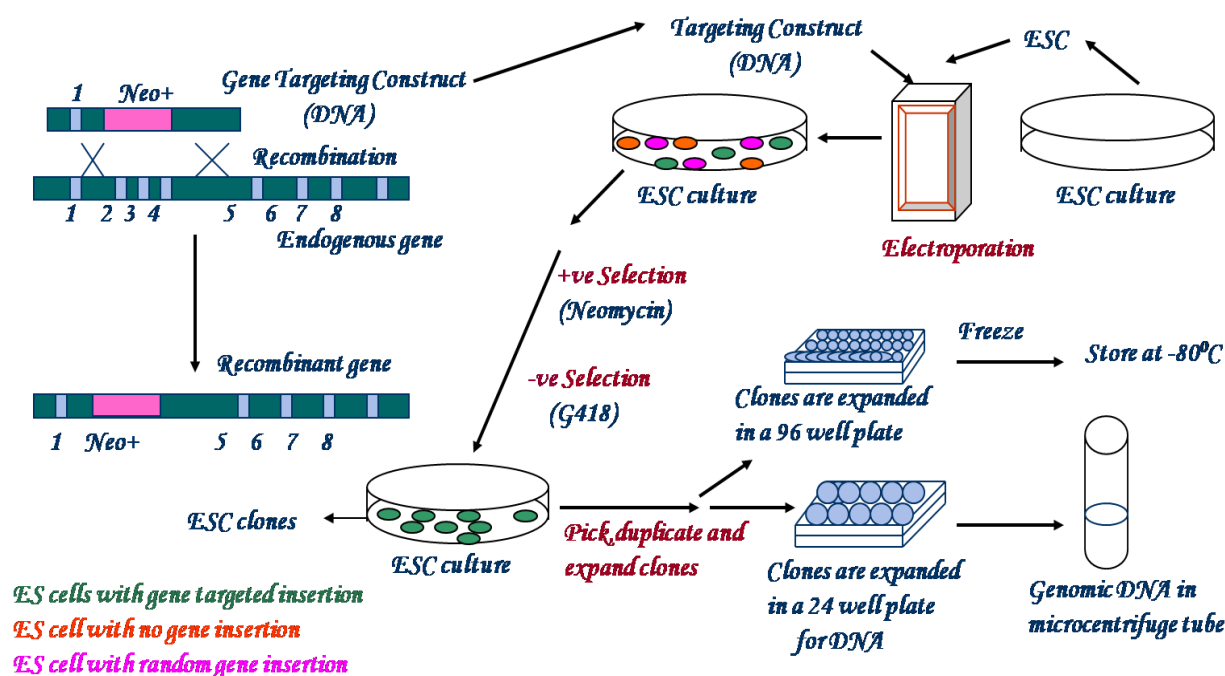 Targeting Construct
(DNA)
ESC
Gene Targeting Construct
(DNA)
1 Neo+
Recombination
1 2 3 4 5 6 7 8
Endogenous gene
ESC culture
ESC culture
Electroporation
+ve Selection
(Neomycin)
-ve Selection
(G418)
Recombinant gene
1 Neo+ 5 6 7 8
Freeze
Store at -80⁰C
Clones are expanded
in a 96 well plate
ESC clones
ESC culture
Pick,duplicate and
expand clones
Clones are expanded
in a 24 well plate
for DNA
Genomic DNA in
microcentrifuge tube
ES cells with gene targeted insertion
ES cell with no gene insertion
ES cell with random gene insertion